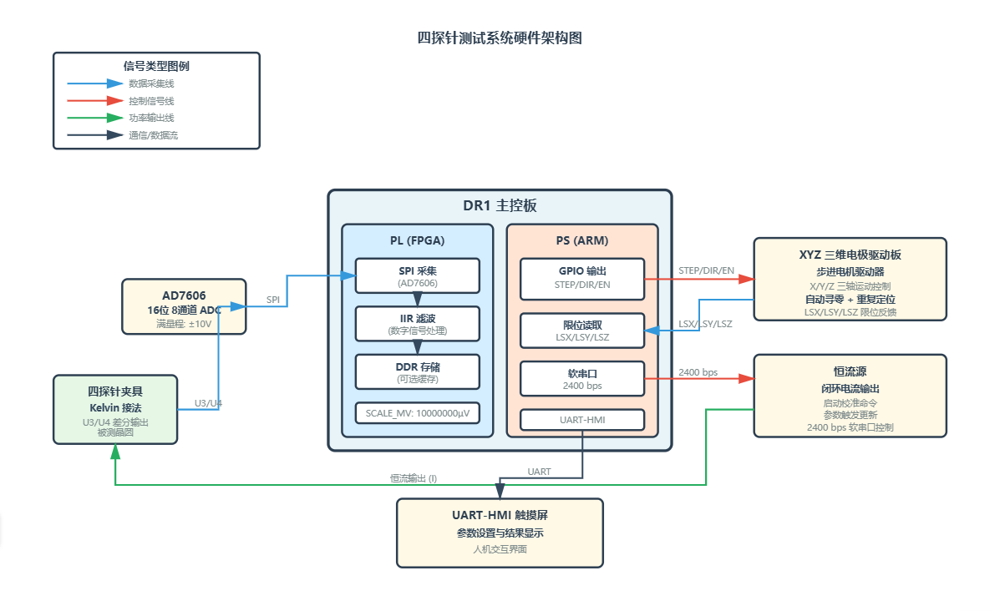 四探针测试系统硬件架构图
信号类型图例
数据采集线
控制信号线
功率输出线
通信/数据流
DR1 主控板
PL (FPGA)
SPI 采集
(AD7606)
IIR 滤波
(数字信号处理)
DDR 存储
(可选缓存)
SCALE_MV: 10000000μV
PS (ARM)
GPIO 输出
STEP/DIR/EN
限位读取
LSX/LSY/LSZ
软串口
2400 bps
UART-HMI
AD7606
16位 8通道 ADC
满量程: ±10V
SPI
四探针夹具
Kelvin 接法
U3/U4 差分输出
被测晶圆
U3/U4
STEP/DIR/EN
LSX/LSY/LSZ
2400 bps
XYZ 三维电极驱动板
步进电机驱动器
X/Y/Z 三轴运动控制
自动寻零 + 重复定位
LSX/LSY/LSZ 限位反馈
恒流源
闭环电流输出
启动校准命令
参数触发更新
2400 bps 软串口控制
恒流输出 (I)
UART
UART-HMI 触摸屏
参数设置与结果显示
人机交互界面